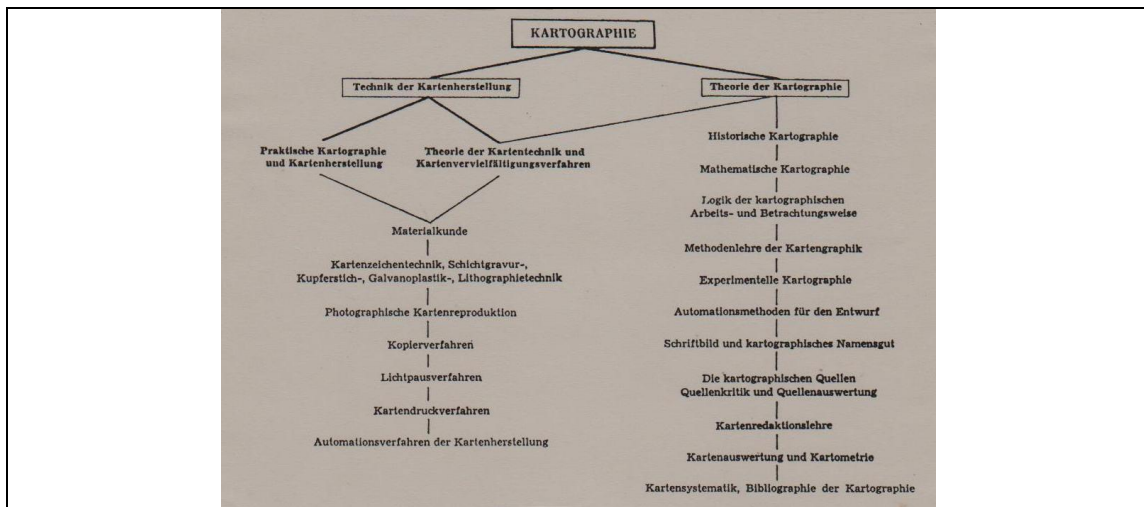 KARTOGRAPHIE
Technik der Kartenherstellung
Theorie der Kartographie
Praktische Kartographie
und Kartenherstellung
Theorie der Kartentechnik und
Kartenvervielfältigungsverfahren
Materialkunde
Kartenzeichentechnik, Schichtgravur-,
Kupferstich-, Galvanoplastik-, Lithographietechnik
Photographische Kartenreproduktion
Kopierverfahren
Lichtpausverfahren
Kartendruckverfahren
Automationsverfahren der Kartenherstellung
Historische Kartographie
Mathematische Kartographie
Logik der kartographischen
Arbeits- und Betrachtungsweise
Methodenlehre der Kartengraphik
Experimentelle Kartographie
Automationsmethoden für den Entwurf
Schriftbild und kartographisches Namensgut
Die kartographischen Quellen
Quellenkritik und Quellenauswertung
Kartenredaktionslehre
Kartenauswertung und Kartometrie
Kartensystematik, Bibliographie der Kartographie